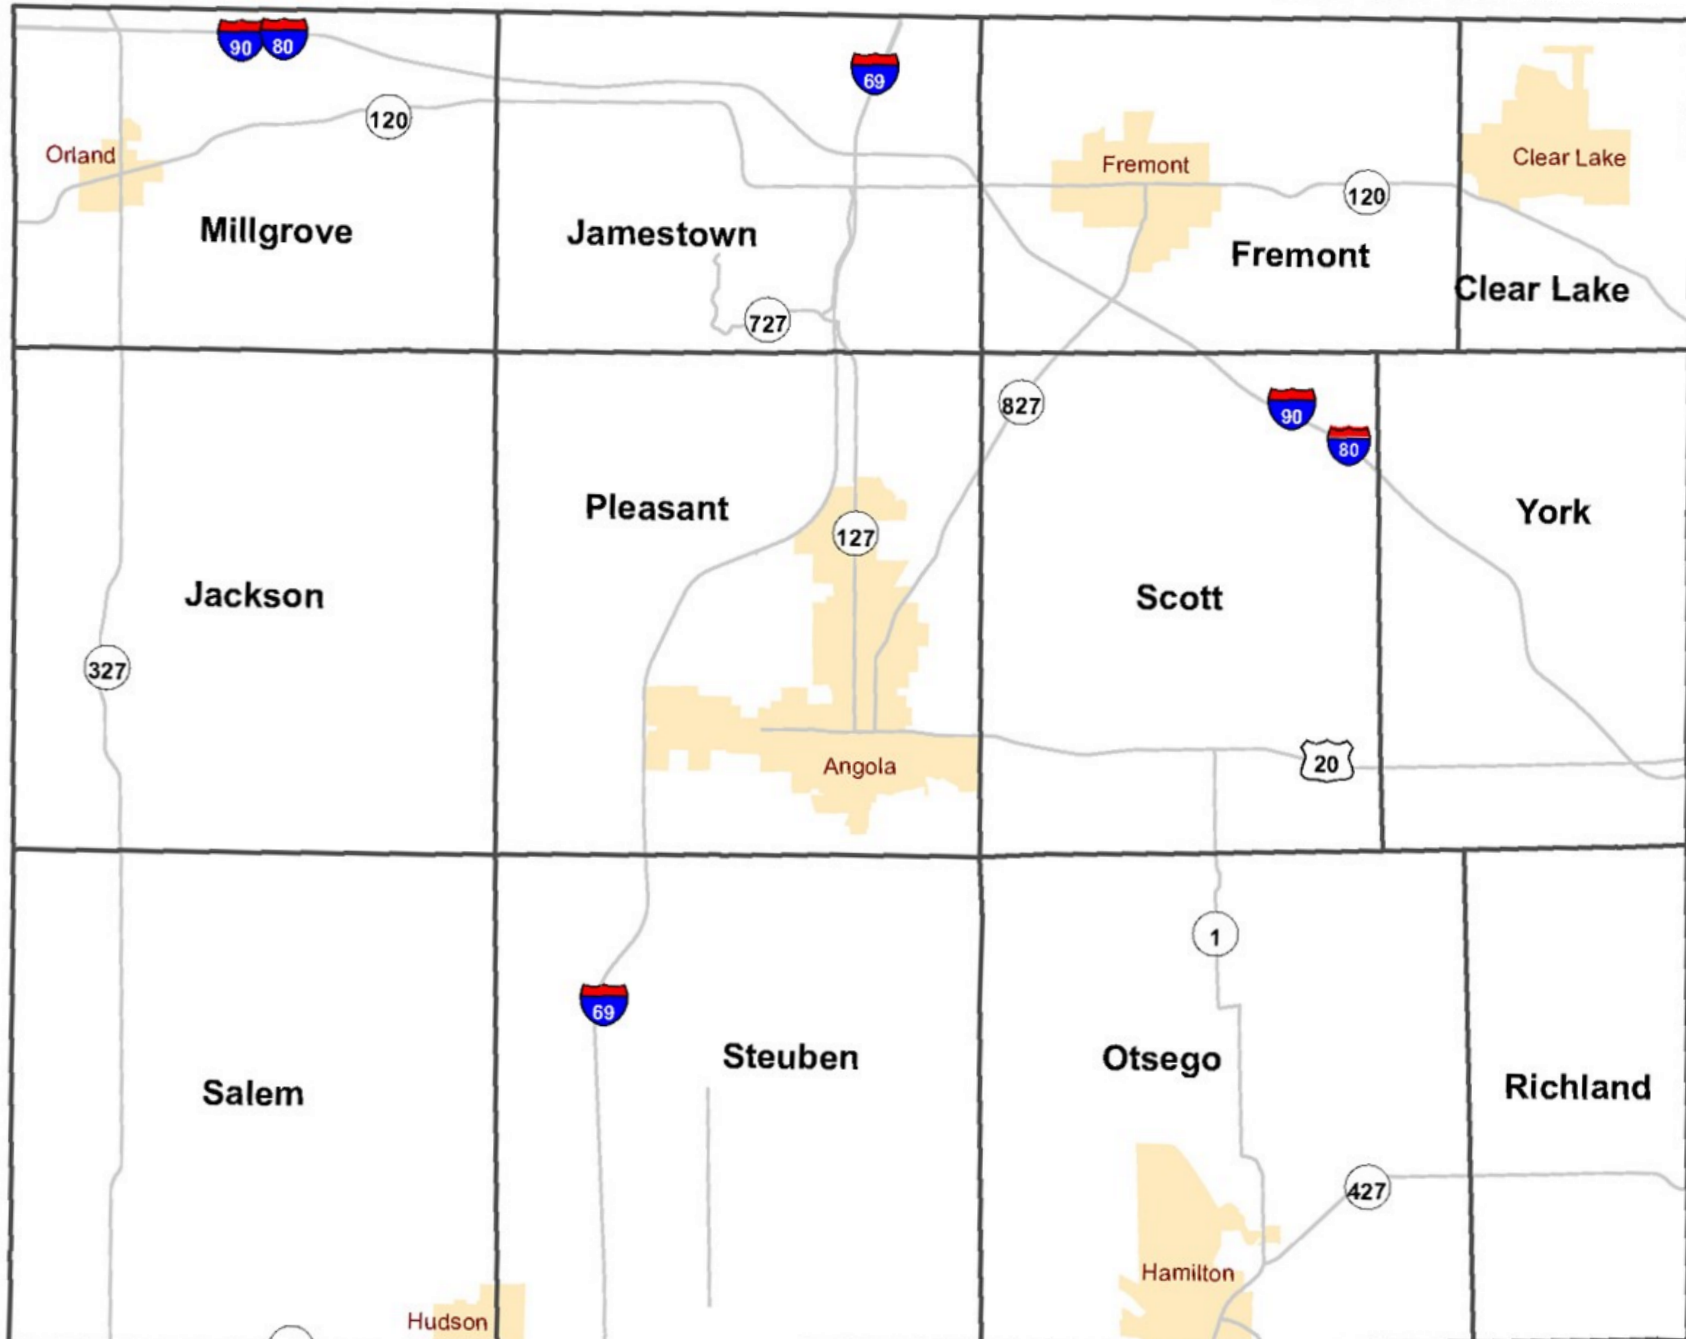 90 80
69
120
Orland
Fremont
Clear Lake
120
Millgrove
Jamestown
Fremont
Clear Lake
727
827
90
80
Pleasant
York
127
Jackson
Scott
327
Angola
20
1
69
Steuben
Otsego
Salem
Richland
427
Hamilton
Hudson